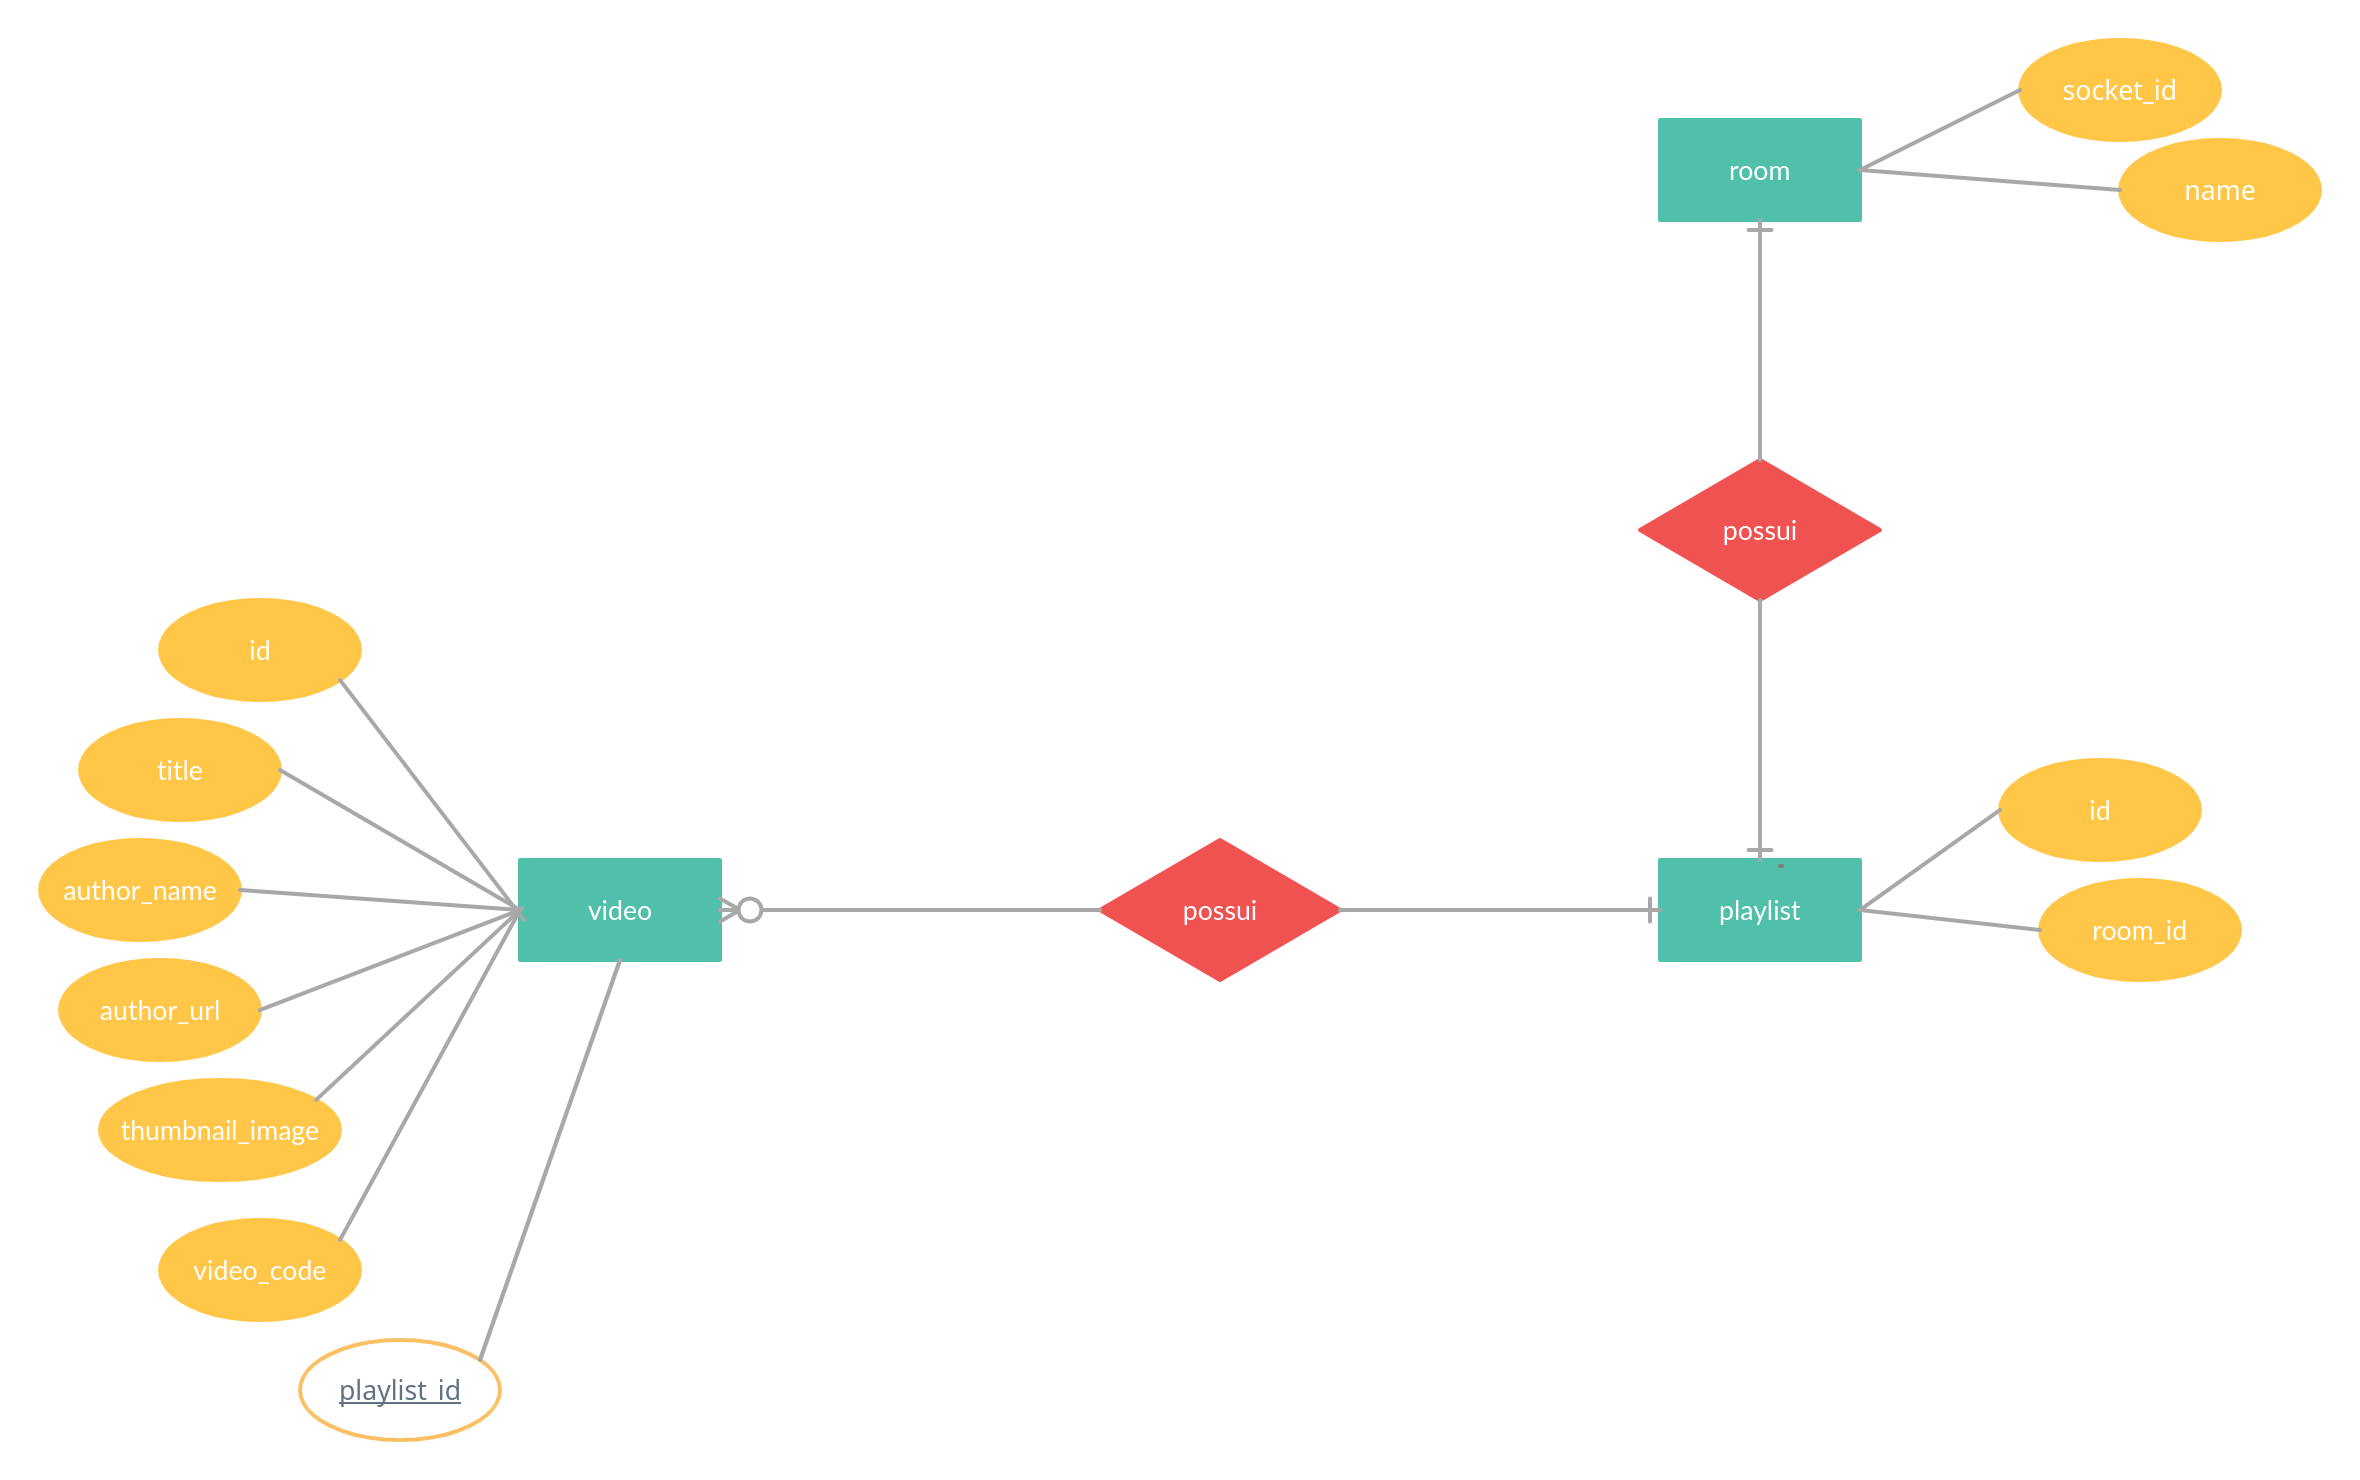 socket_id
room
name
possui
id
title
id
author_name
video
possui
playlist
room_id
author_url
thumbnail_image
video_code
playlist_id